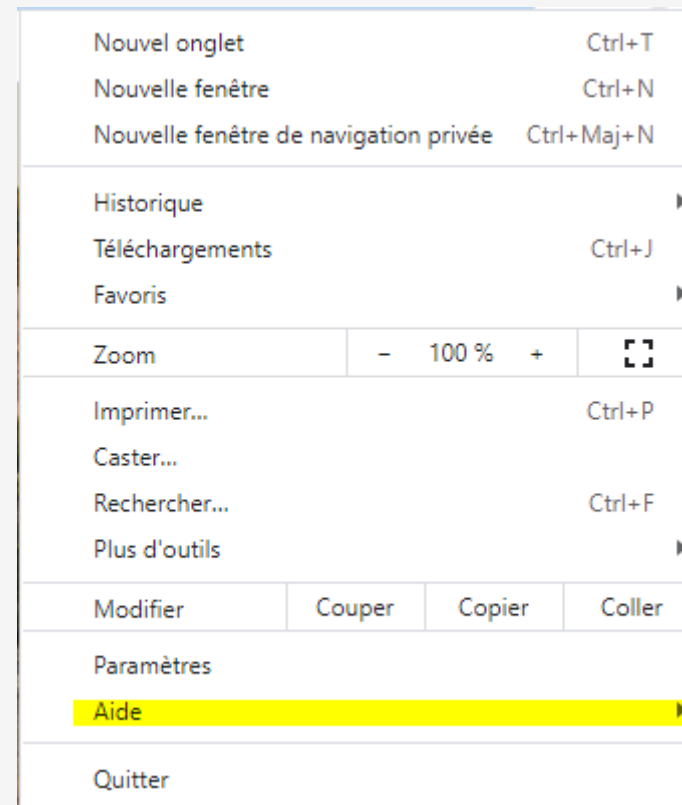 Nouvel onglet Ctrl+T
Nouvelle fenêtre Ctrl+N
Nouvelle fenêtre de navigation privée Ctrl+Maj+N
Historique
Téléchargements Ctrl+J
Favoris
Zoom - 100 % +
Imprimer... Ctrl+P
Caster...
Rechercher... Ctrl+F
Plus d'outils
Modifier Couper Copier Coller
Paramètres
Aide
Quitter